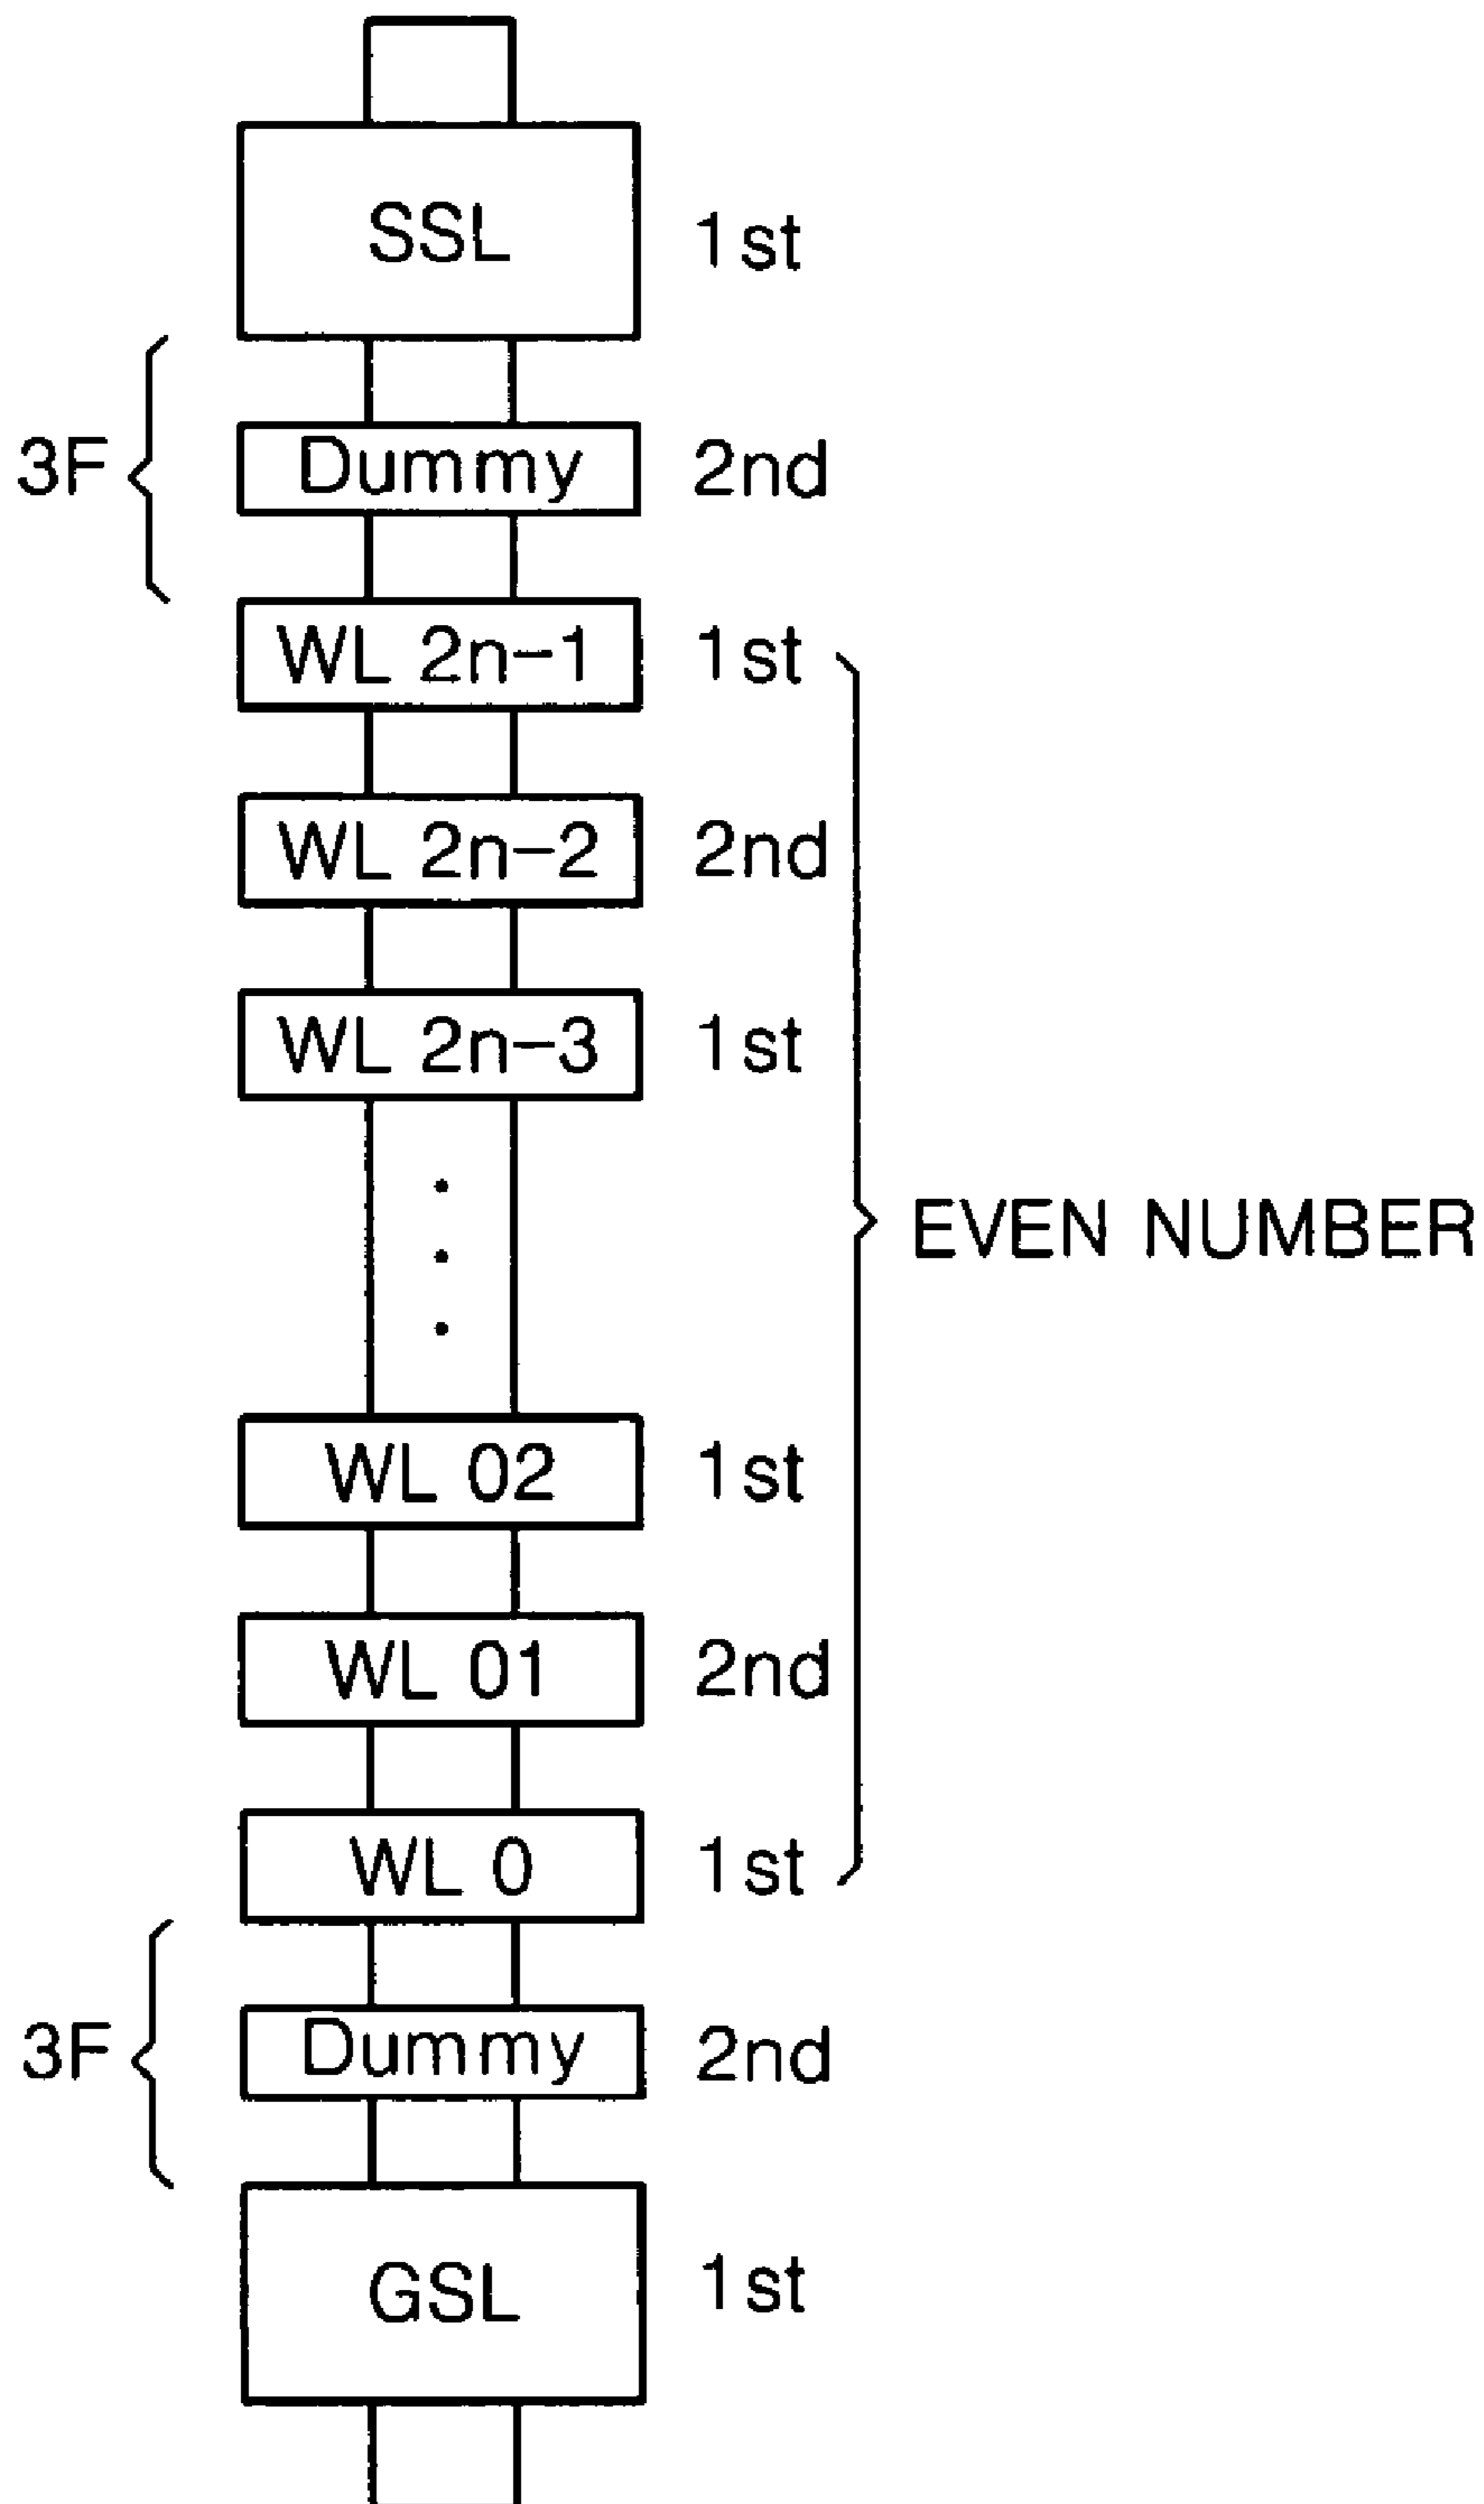 SSL 1st
3F Dummy 2nd
WL 2n-1 1st
WL 2n-2 2nd
WL 2n-3 1st
EVEN NUMBER
WL 02 1st
WL 01 2nd
WL 0 1st
3F Dummy 2nd
GSL 1st